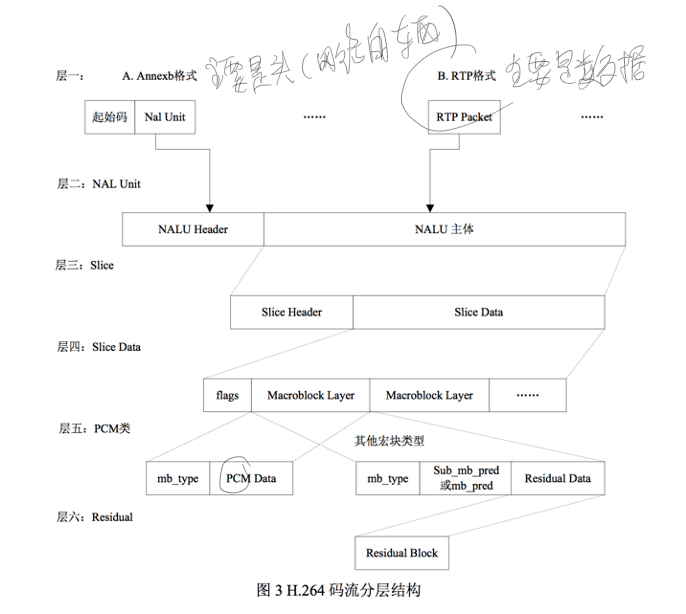 层一：
A. Annexb格式
主要是头(
B. RTP格式
主要是数据
起始码
Nal Unit
……
RTP Packet
……
层二：NAL Unit
NALU Header
NALU 主体
层三：Slice
Slice Header
Slice Data
层四：Slice Data
flags
Macroblock Layer
Macroblock Layer
……
层五：PCM类
其他宏块类型
mb_type
PCM Data
mb_type
Sub_mb_pred
或mb_pred
Residual Data
层六：Residual
Residual Block
图 3 H.264 码流分层结构